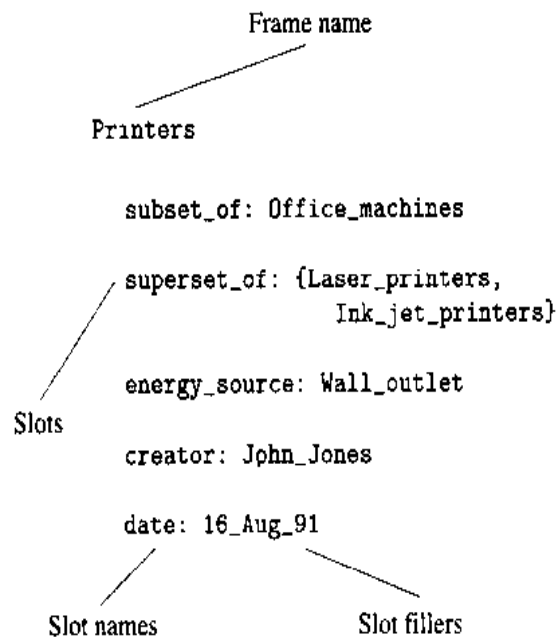 Frame name
Printers
subset_of: Office_machines
superset_of: {Laser_printers,
Ink_jet_printers}
energy_source: Wall_outlet
Slots
creator: John_Jones
date: 16_Aug_91
Slot names Slot fillers